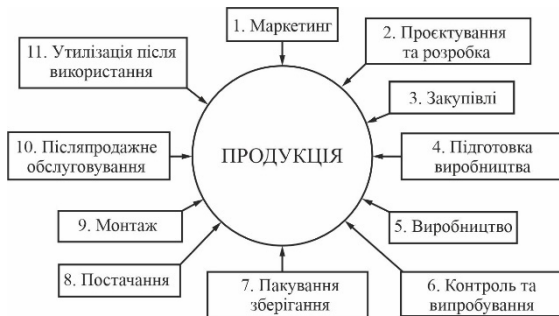 1. Маркетинг
2. Проєктування
та розробка
3. Закупівлі
4. Підготовка
виробництва
5. Виробництво
6. Контроль та
випробування
7. Пакування
зберігання
8. Постачання
9. Монтаж
10. Післяпродажне
обслуговування
11. Утилізація після
використання
ПРОДУКЦІЯ